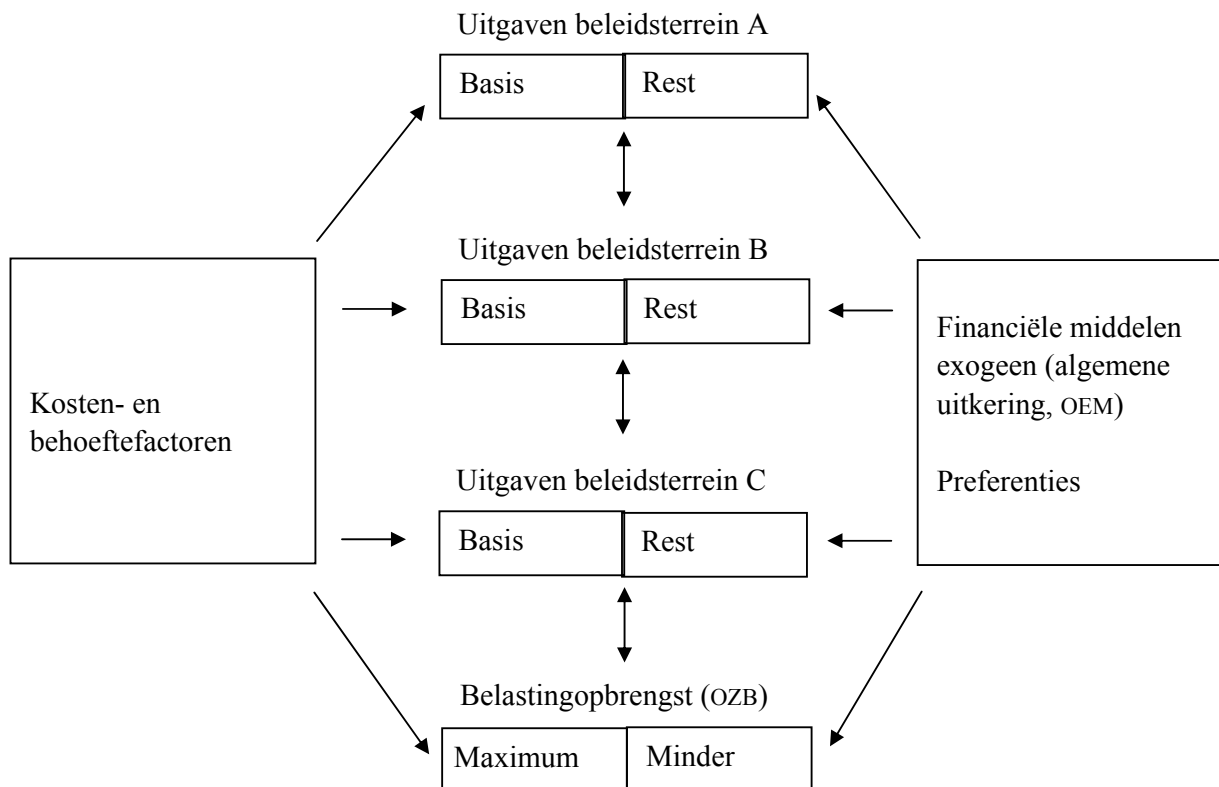 Uitgaven beleidsterrein A
Basis
Rest
Uitgaven beleidsterrein B
Basis
Rest
Kosten- en
behoeftefactoren
Financiële middelen
exogeen (algemene
uitkering, OEM)
Preferenties
Uitgaven beleidsterrein C
Basis
Rest
Belastingopbrengst (OZB)
Maximum
Minder